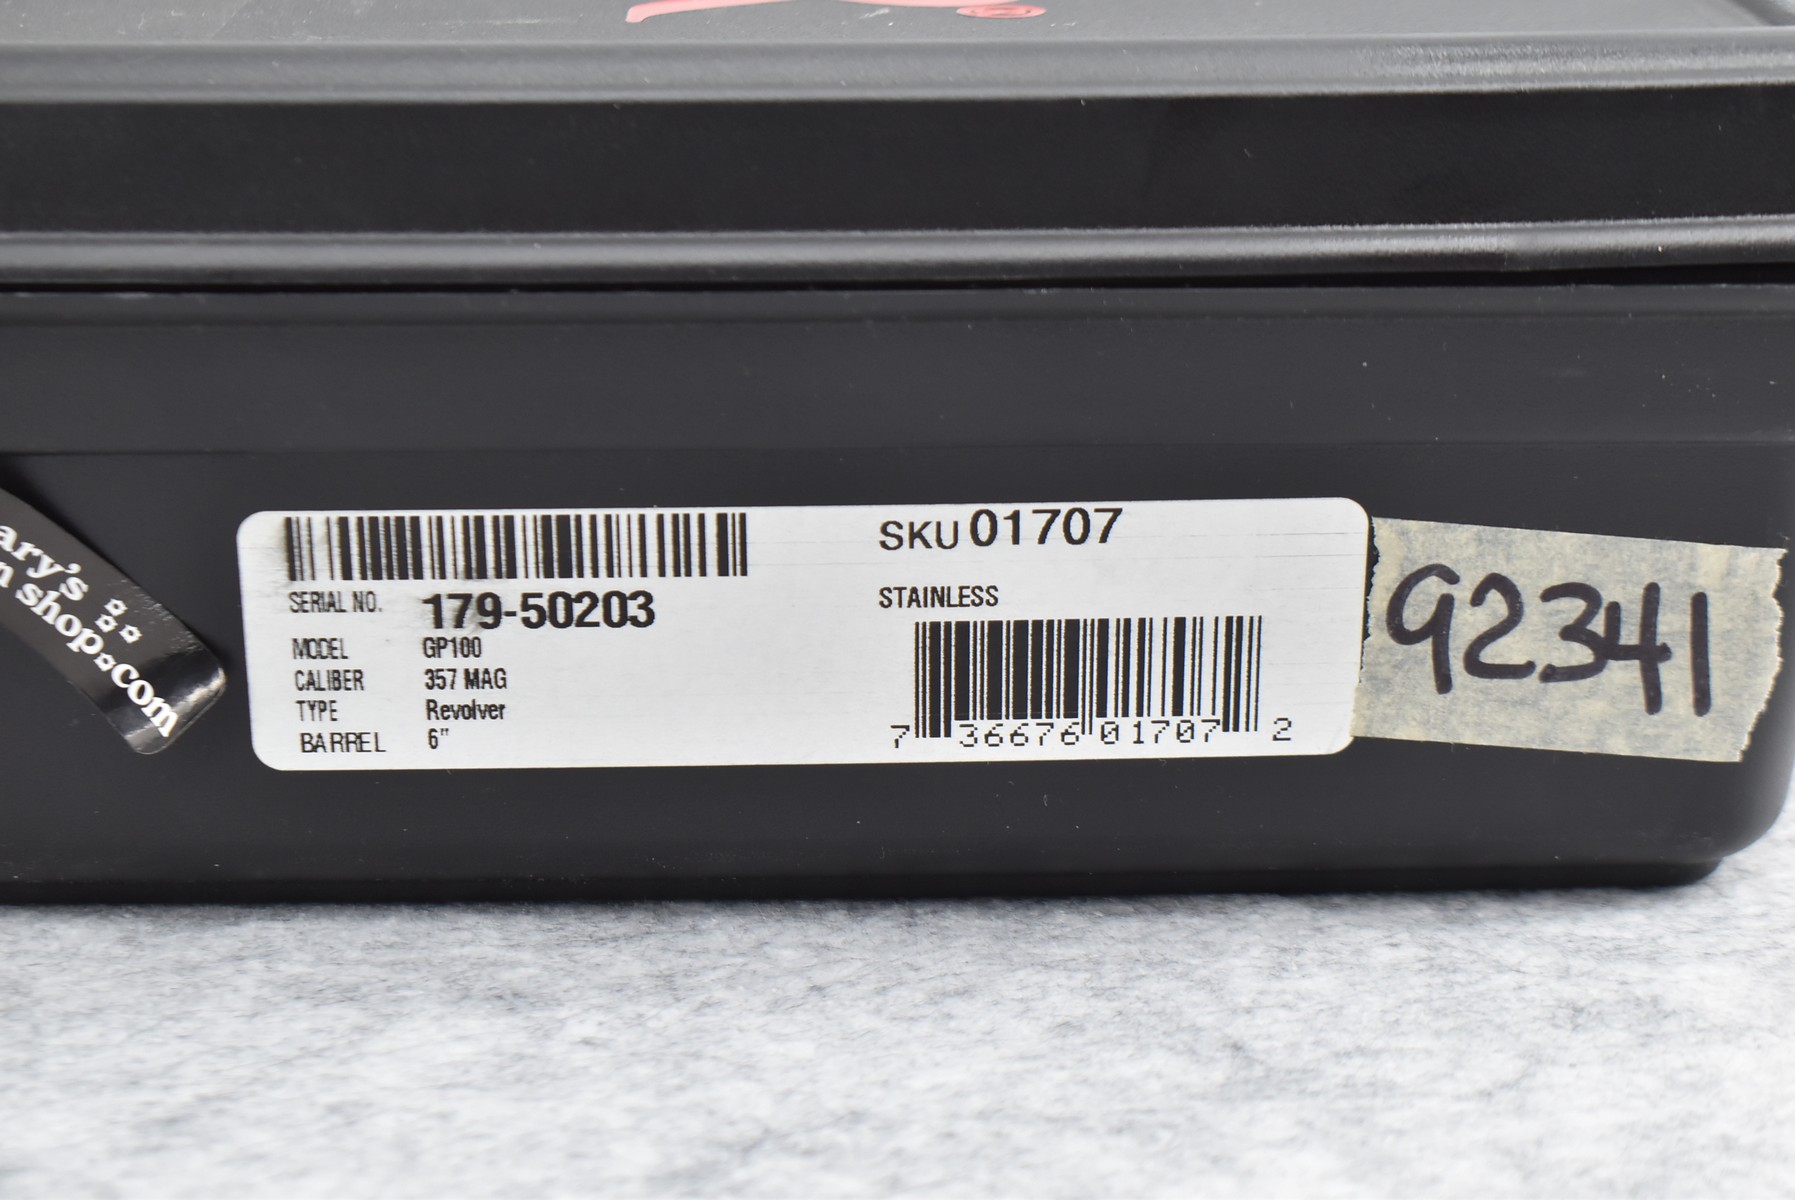 ®
ary's
n shop.com
SERIAL NO. 179-50203
MODEL GP100
CALIBER 357 MAG
TYPE Revolver
BARREL 6"
SKU 01707
STAINLESS
7 36676 01707 2
92341